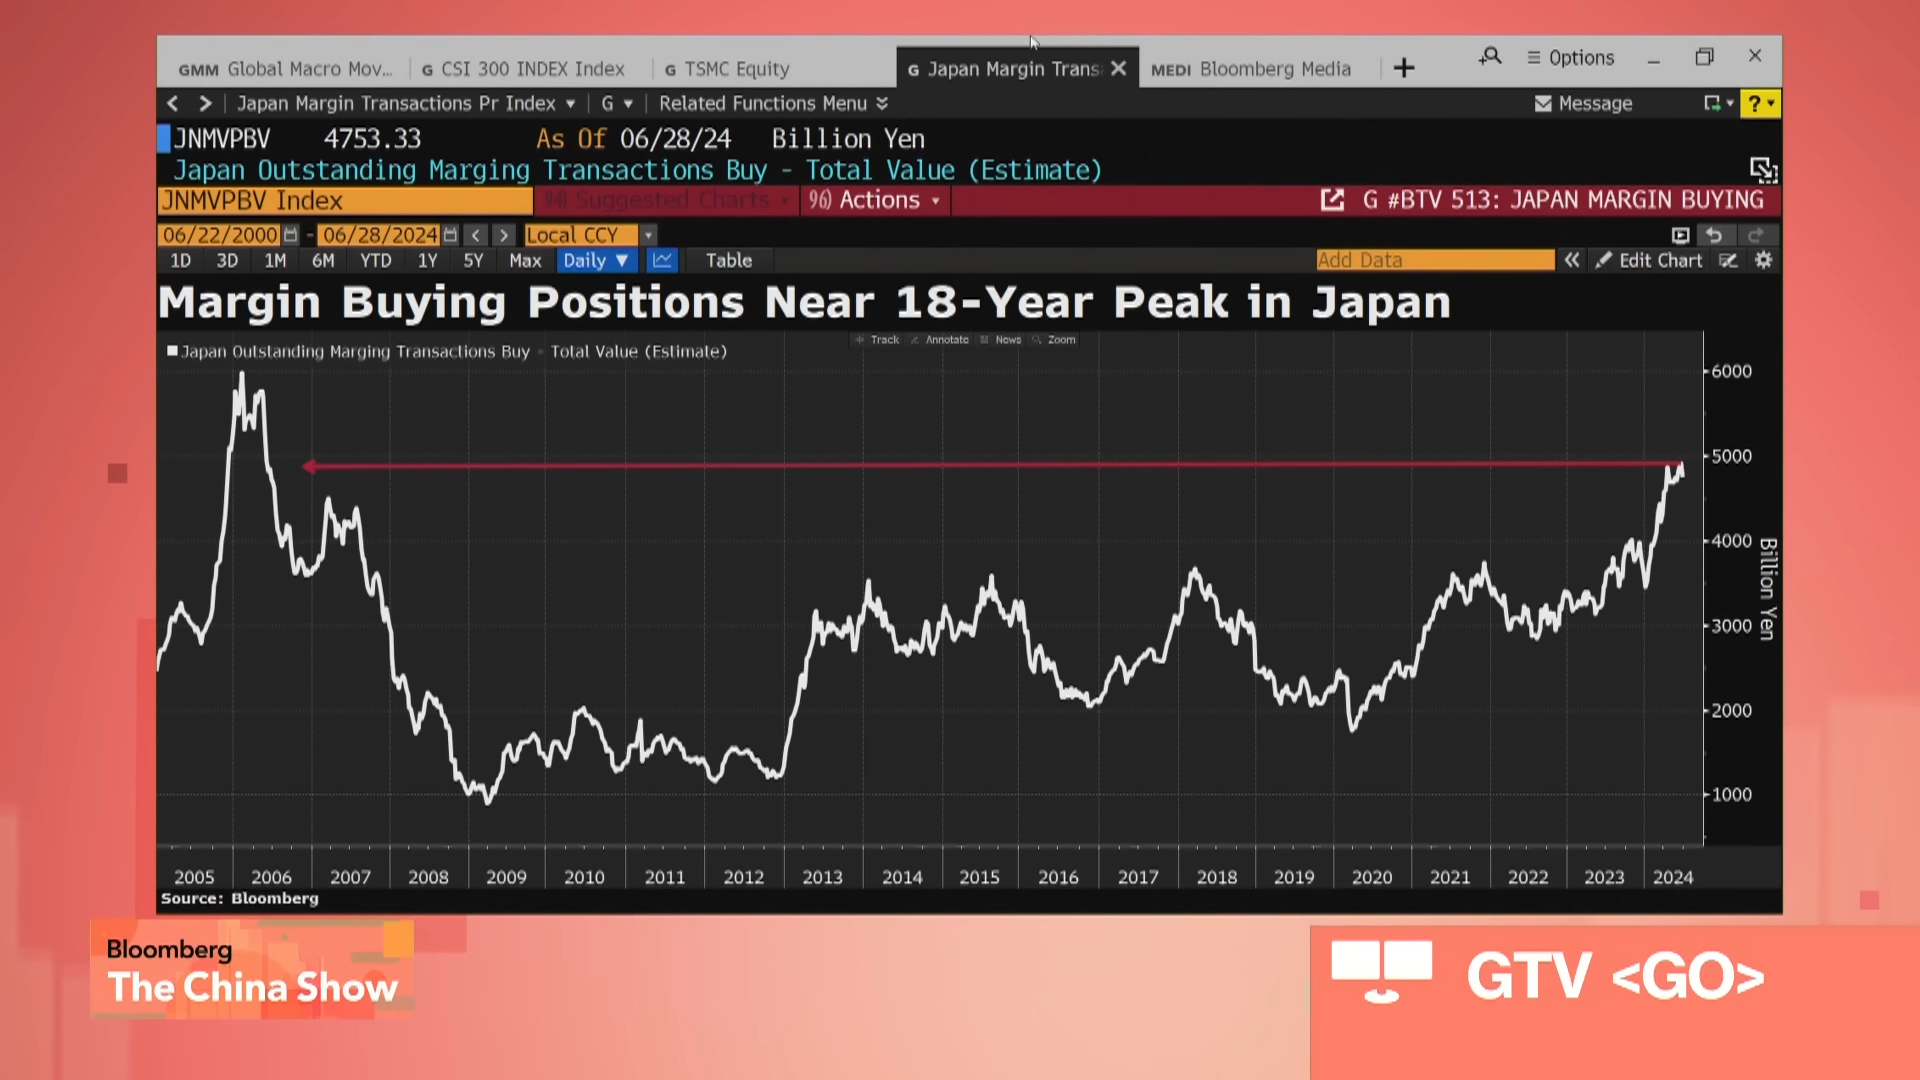 GMM Global Macro Mov... G CSI 300 INDEX Index G TSMC Equity G Japan Margin Trans MEDI Bloomberg Media Options
Japan Margin Transactions Pr Index G Related Functions Menu Message ?
JNMVPBV 4753.33 As Of 06/28/24 Billion Yen
Japan Outstanding Marging Transactions Buy - Total Value (Estimate)
JNMVPBV Index 94) Suggested Charts 96) Actions G #BTV 513: JAPAN MARGIN BUYING
06/22/2000 - 06/28/2024 Local CCY
1D 3D 1M 6M YTD 1Y 5Y Max Daily Table Add Data Edit Chart
Margin Buying Positions Near 18-Year Peak in Japan
Track Annotate News Zoom
Japan Outstanding Marging Transactions Buy - Total Value (Estimate)
6000
5000
4000
3000
2000
1000
Billion Yen
2005 2006 2007 2008 2009 2010 2011 2012 2013 2014 2015 2016 2017 2018 2019 2020 2021 2022 2023 2024
Source: Bloomberg
Bloomberg
The China Show
GTV <GO>